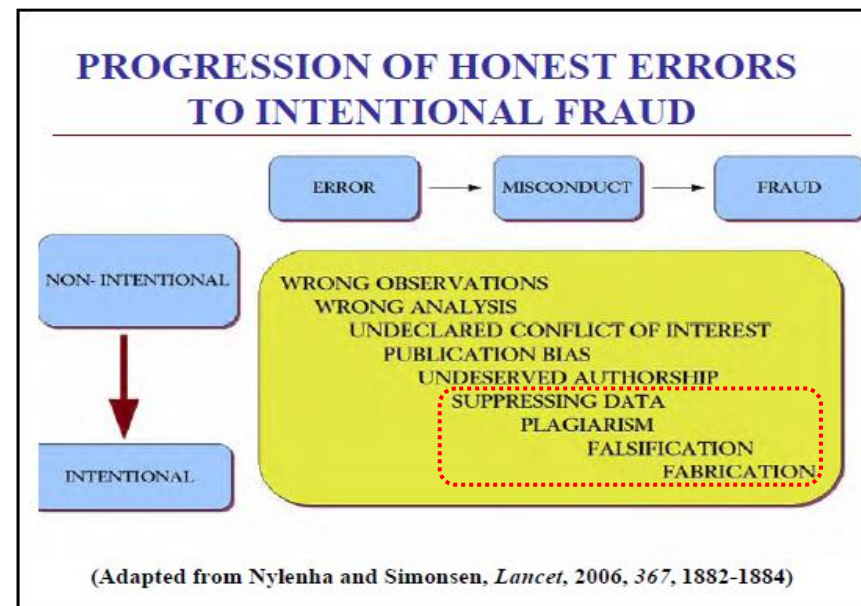 PROGRESSION OF HONEST ERRORS
TO INTENTIONAL FRAUD
ERROR
MISCONDUCT
FRAUD
NON- INTENTIONAL
WRONG OBSERVATIONS
WRONG ANALYSIS
UNDECLARED CONFLICT OF INTEREST
PUBLICATION BIAS
UNDESERVED AUTHORSHIP
SUPPRESSING DATA
PLAGIARISM
FALSIFICATION
FABRICATION
INTENTIONAL
(Adapted from Nylenha and Simonsen, Lancet, 2006, 367, 1882-1884)